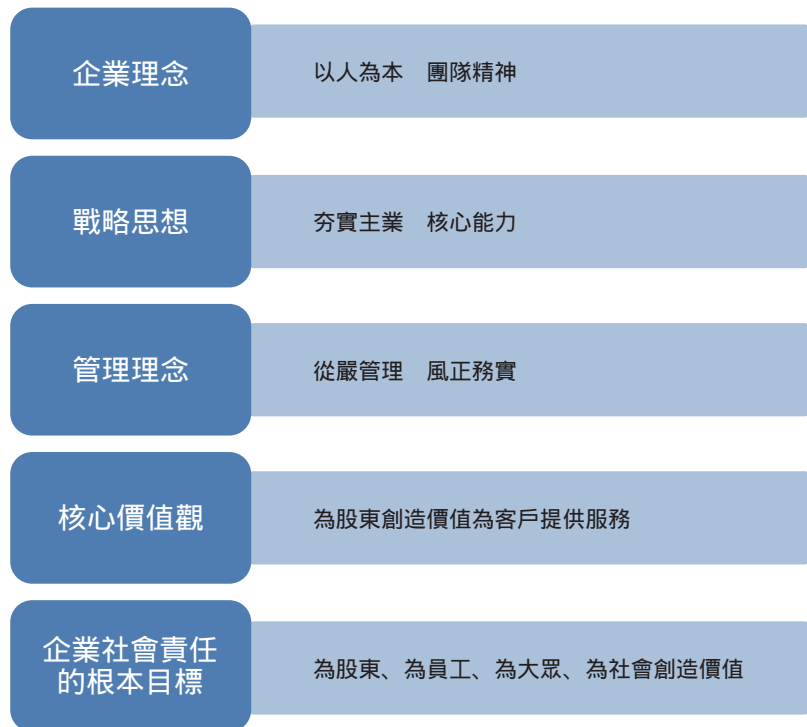 企業理念
以人為本　團隊精神
戰略思想
夯實主業　核心能力
管理理念
從嚴管理　風正務實
核心價值觀
為股東創造價值為客戶提供服務
企業社會責任
的根本目標
為股東、為員工、為大眾、為社會創造價值